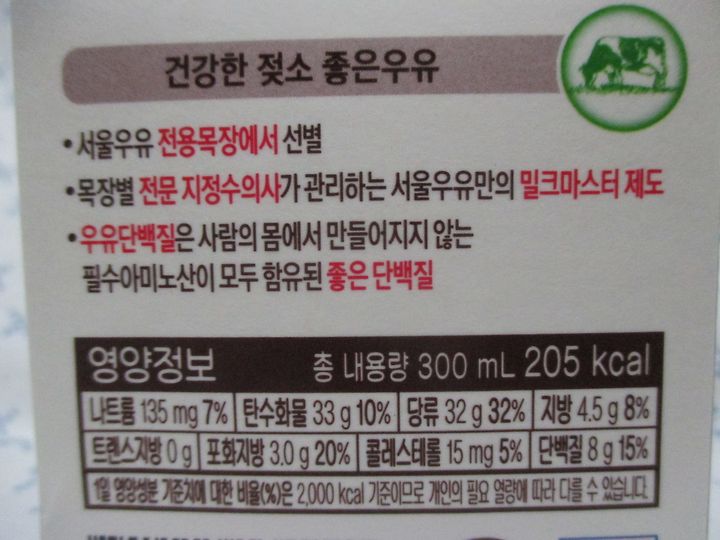 건강한 젖소 좋은우유
•서울우유 전용목장에서 선별
•목장별 전문 지정수의사가 관리하는 서울우유만의 밀크마스터 제도
•우유단백질은 사람의 몸에서 만들어지지 않는
필수아미노산이 모두 함유된 좋은 단백질
영양정보 총 내용량 300 mL 205 kcal
나트륨 135 mg 7% 탄수화물 33 g 10% 당류 32 g 32% 지방 4.5 g 8%
트랜스지방 0 g 포화지방 3.0 g 20% 콜레스테롤 15 mg 5% 단백질 8 g 15%
1일 영양성분 기준치에 대한 비율(%)은 2,000 kcal 기준이므로 개인의 필요 열량에 따라 다를 수 있습니다.